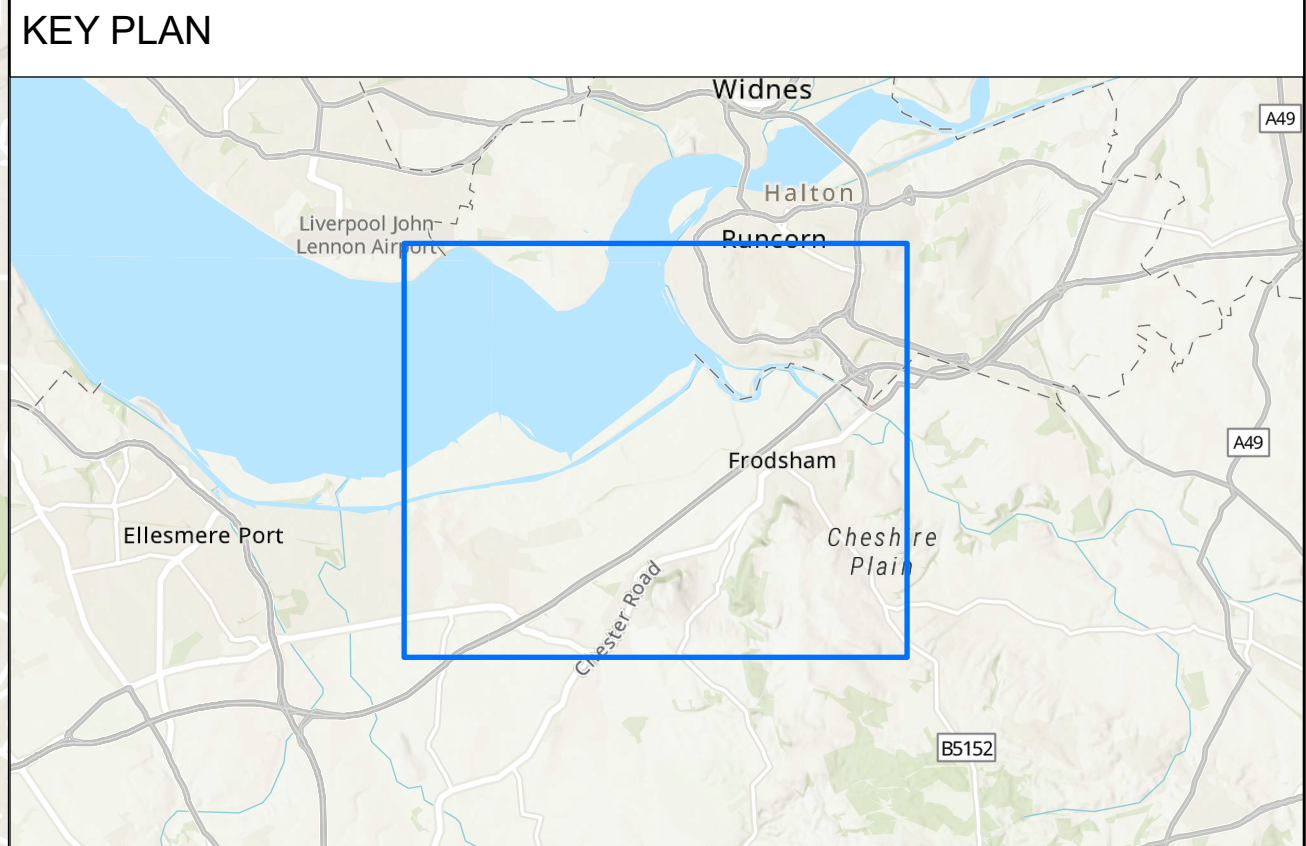 KEY PLAN
Widnes
A49
Halton
Liverpool John
Lennon Airport
Runcorn
A49
Frodsham
Ellesmere Port
Cheshire
Plain
Chester Road
B5152